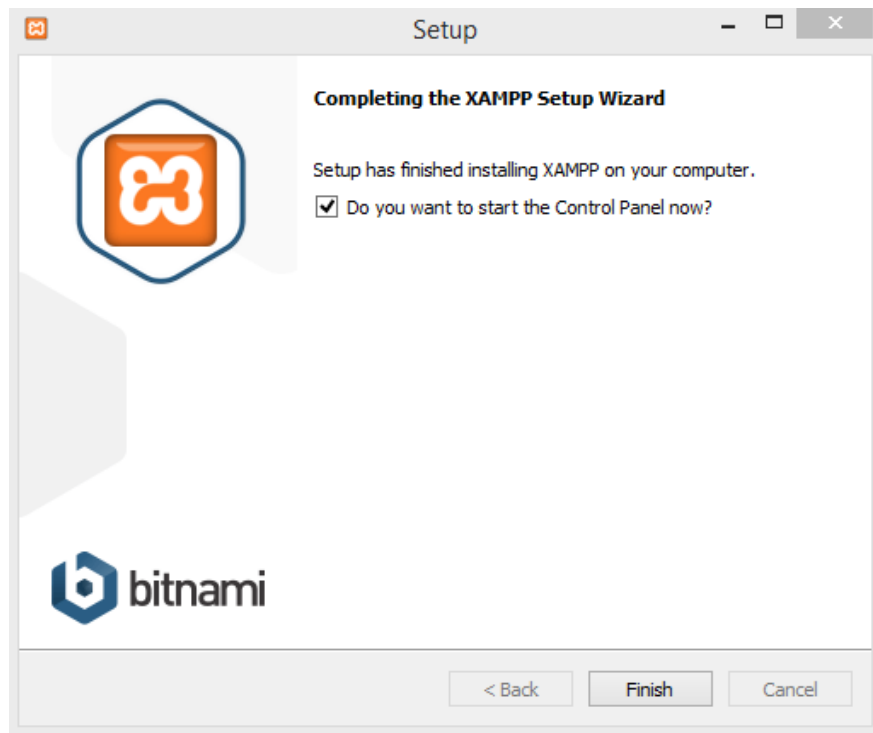 Setup
Completing the XAMPP Setup Wizard
Setup has finished installing XAMPP on your computer.
Do you want to start the Control Panel now?
bitnami
< Back
Finish
Cancel